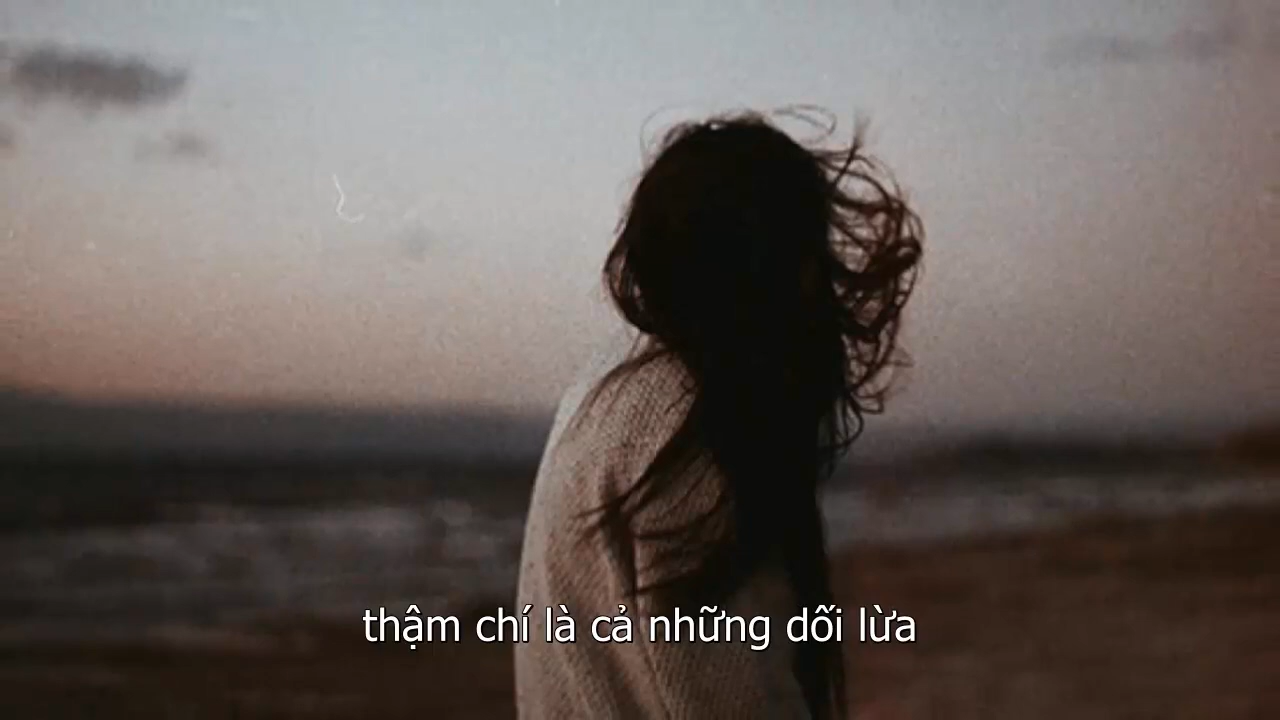 thậm chí là cả những dối lừa